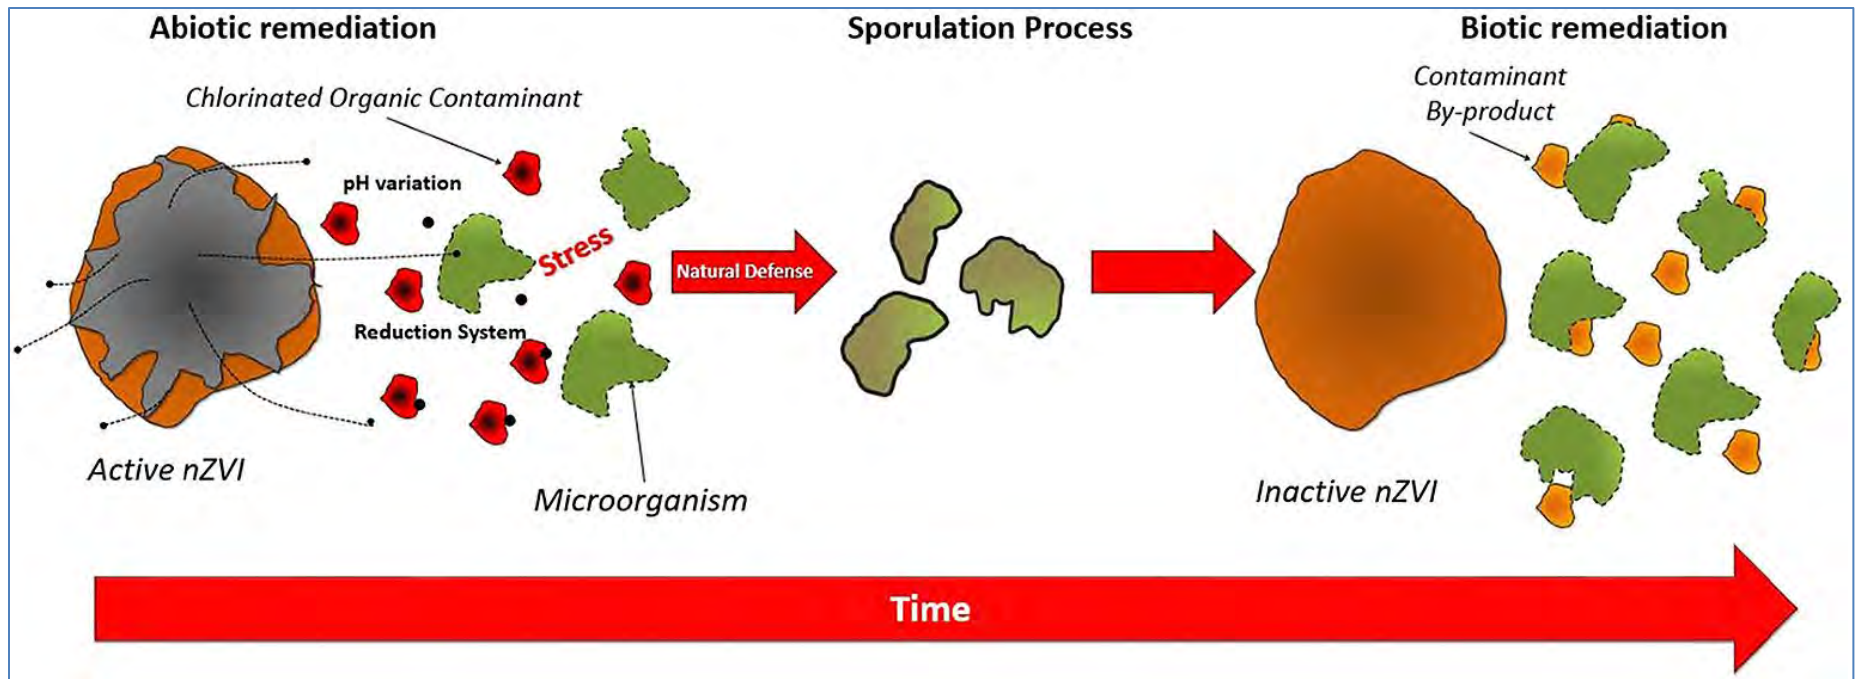 Abiotic remediation
Sporulation Process
Biotic remediation
Chlorinated Organic Contaminant
Contaminant
By-product
pH variation
Stress
Natural Defense
Reduction System
Active nZVI
Microorganism
Inactive nZVI
Time